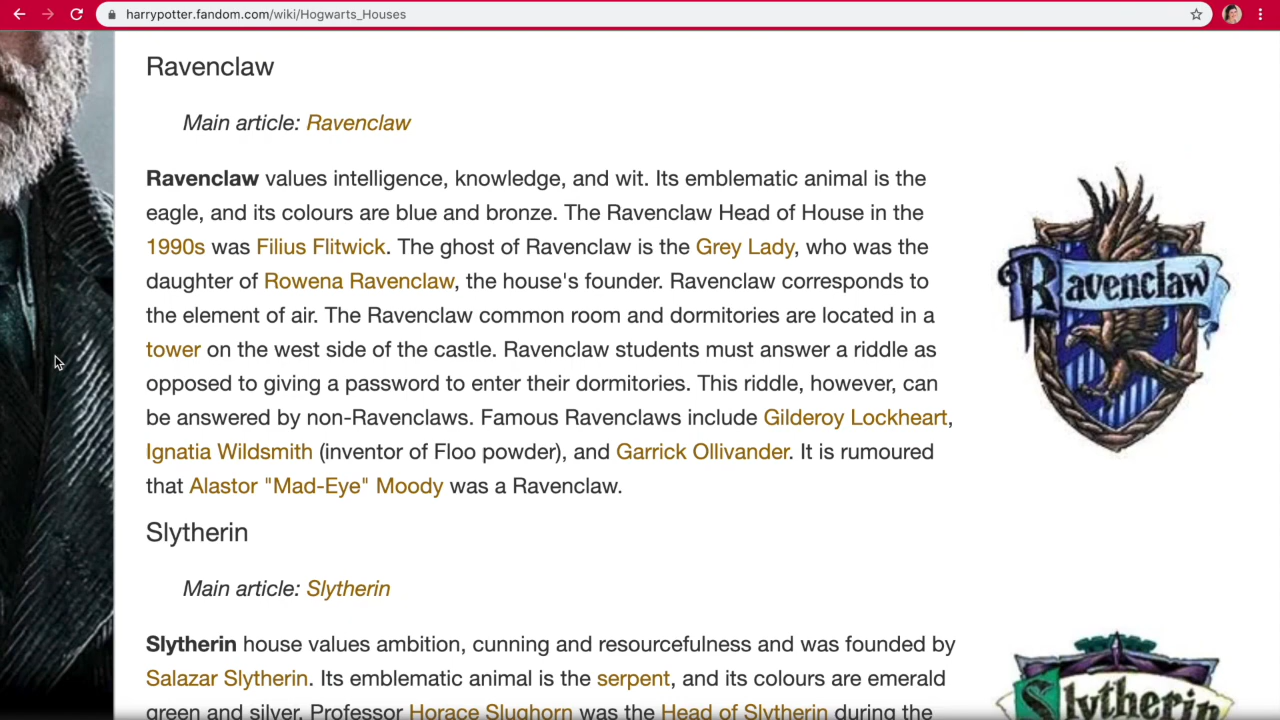 harrypotter.fandom.com/wiki/Hogwarts_Houses
Ravenclaw
Main article: Ravenclaw
Ravenclaw values intelligence, knowledge, and wit. Its emblematic animal is the
eagle, and its colours are blue and bronze. The Ravenclaw Head of House in the
1990s was Filius Flitwick. The ghost of Ravenclaw is the Grey Lady, who was the
daughter of Rowena Ravenclaw, the house's founder. Ravenclaw corresponds to
the element of air. The Ravenclaw common room and dormitories are located in a
tower on the west side of the castle. Ravenclaw students must answer a riddle as
opposed to giving a password to enter their dormitories. This riddle, however, can
be answered by non-Ravenclaws. Famous Ravenclaws include Gilderoy Lockheart,
Ignatia Wildsmith (inventor of Floo powder), and Garrick Ollivander. It is rumoured
that Alastor "Mad-Eye" Moody was a Ravenclaw.
Ravenclaw
Slytherin
Main article: Slytherin
Slytherin house values ambition, cunning and resourcefulness and was founded by
Salazar Slytherin. Its emblematic animal is the serpent, and its colours are emerald
green and silver. Professor Horace Slughorn was the Head of Slytherin during the
Slytherin